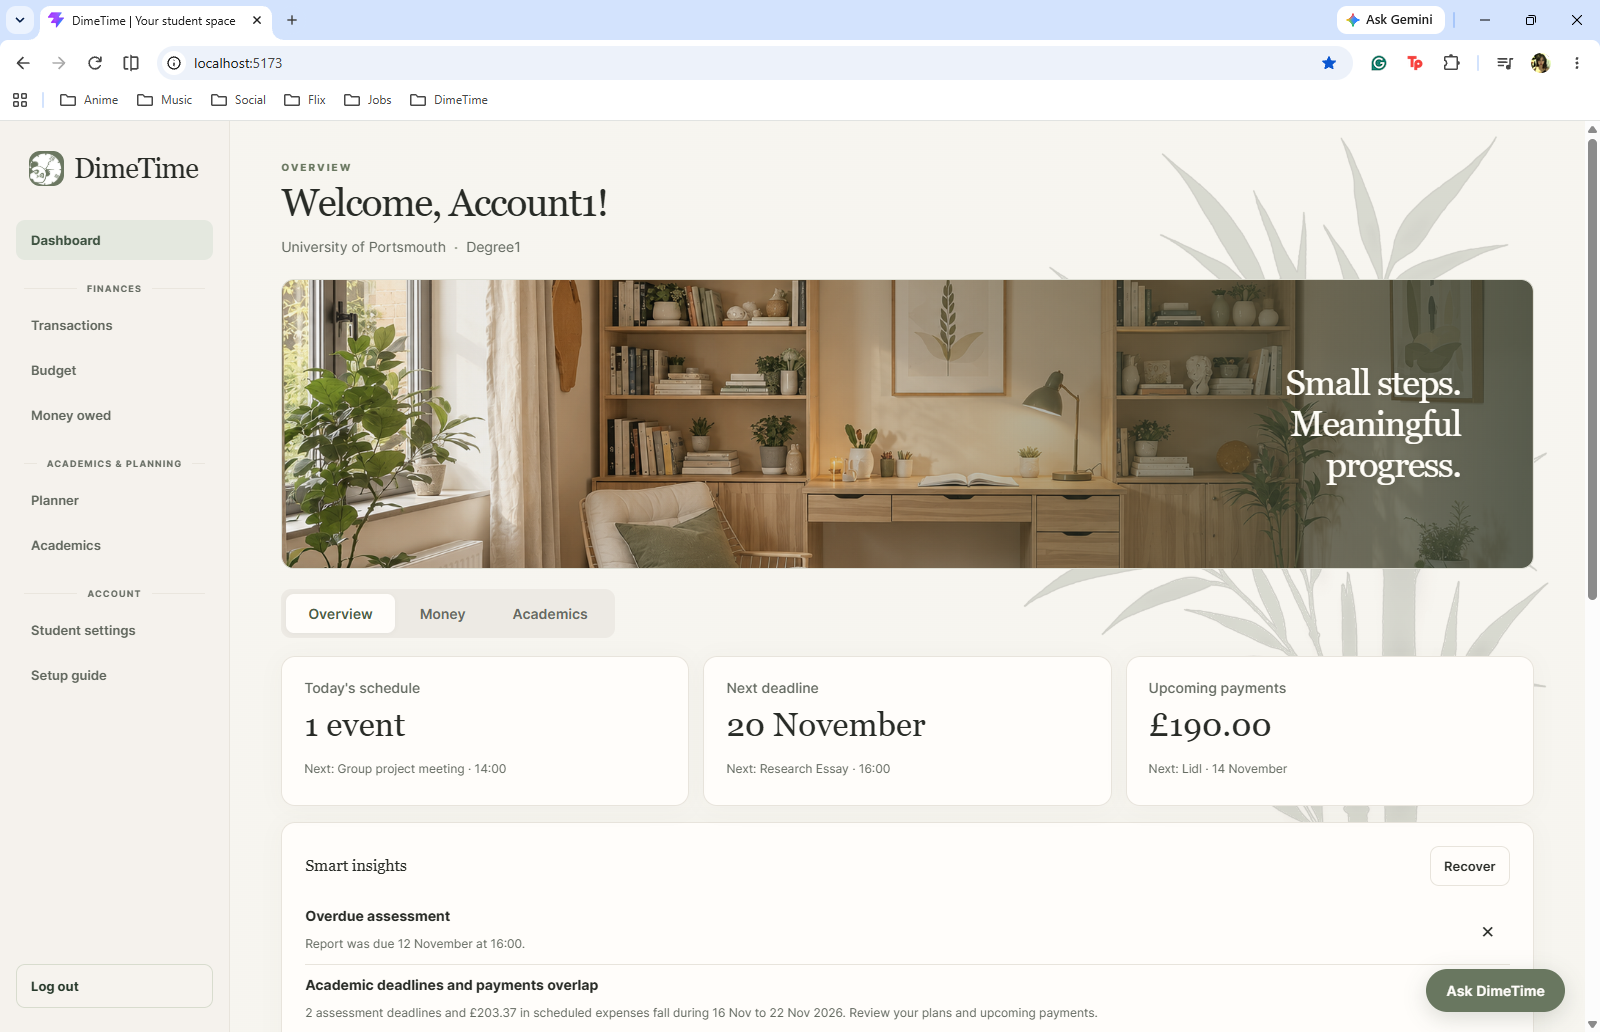 DimeTime | Your student space
Ask Gemini
localhost:5173
Anime
Music
Social
Flix
Jobs
DimeTime
DimeTime
Dashboard
FINANCES
Transactions
Budget
Money owed
ACADEMICS & PLANNING
Planner
Academics
ACCOUNT
Student settings
Setup guide
Log out
OVERVIEW
Welcome, Account1!
University of Portsmouth · Degree1
Small steps.
Meaningful
progress.
Overview
Money
Academics
Today's schedule
1 event
Next: Group project meeting · 14:00
Next deadline
20 November
Next: Research Essay · 16:00
Upcoming payments
£190.00
Next: Lidl · 14 November
Smart insights
Recover
Overdue assessment
Report was due 12 November at 16:00.
Academic deadlines and payments overlap
2 assessment deadlines and £203.37 in scheduled expenses fall during 16 Nov to 22 Nov 2026. Review your plans and upcoming payments.
Ask DimeTime